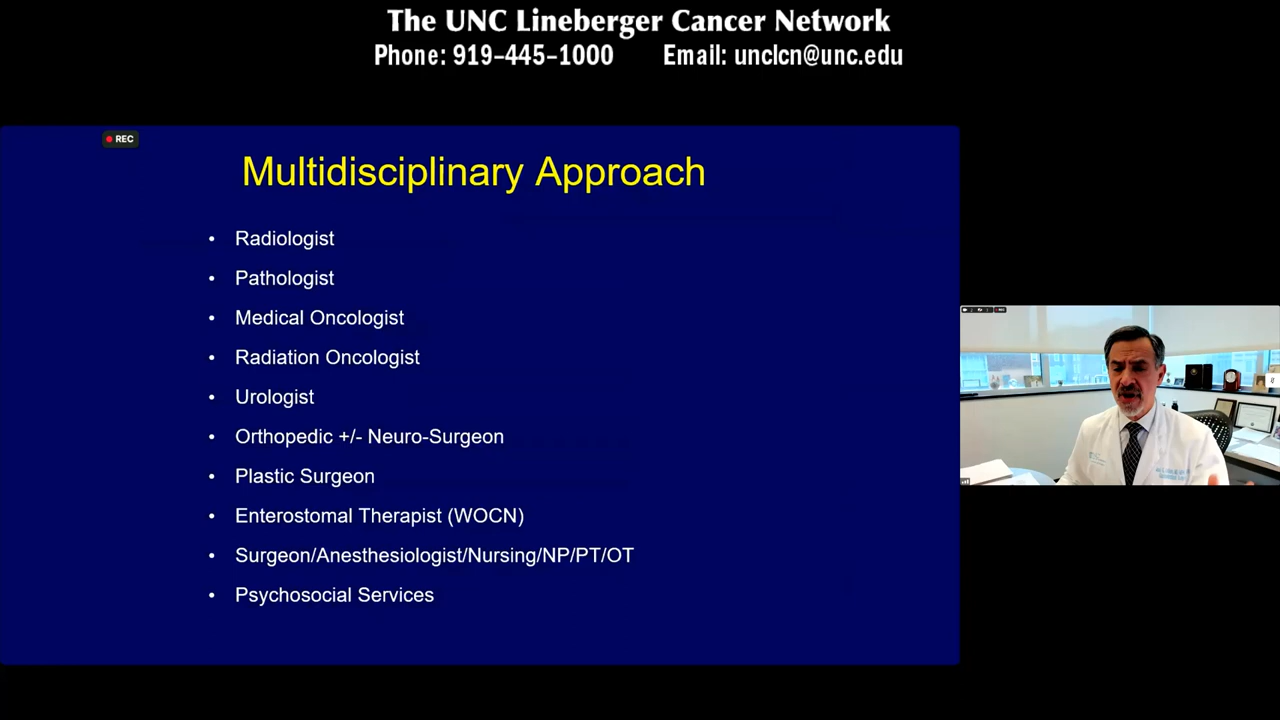 The UNC Lineberger Cancer Network
Phone: 919-445-1000 Email: unclcn@unc.edu
REC
Multidisciplinary Approach
• Radiologist
• Pathologist
• Medical Oncologist
• Radiation Oncologist
• Urologist
• Orthopedic +/- Neuro-Surgeon
• Plastic Surgeon
• Enterostomal Therapist (WOCN)
• Surgeon/Anesthesiologist/Nursing/NP/PT/OT
• Psychosocial Services